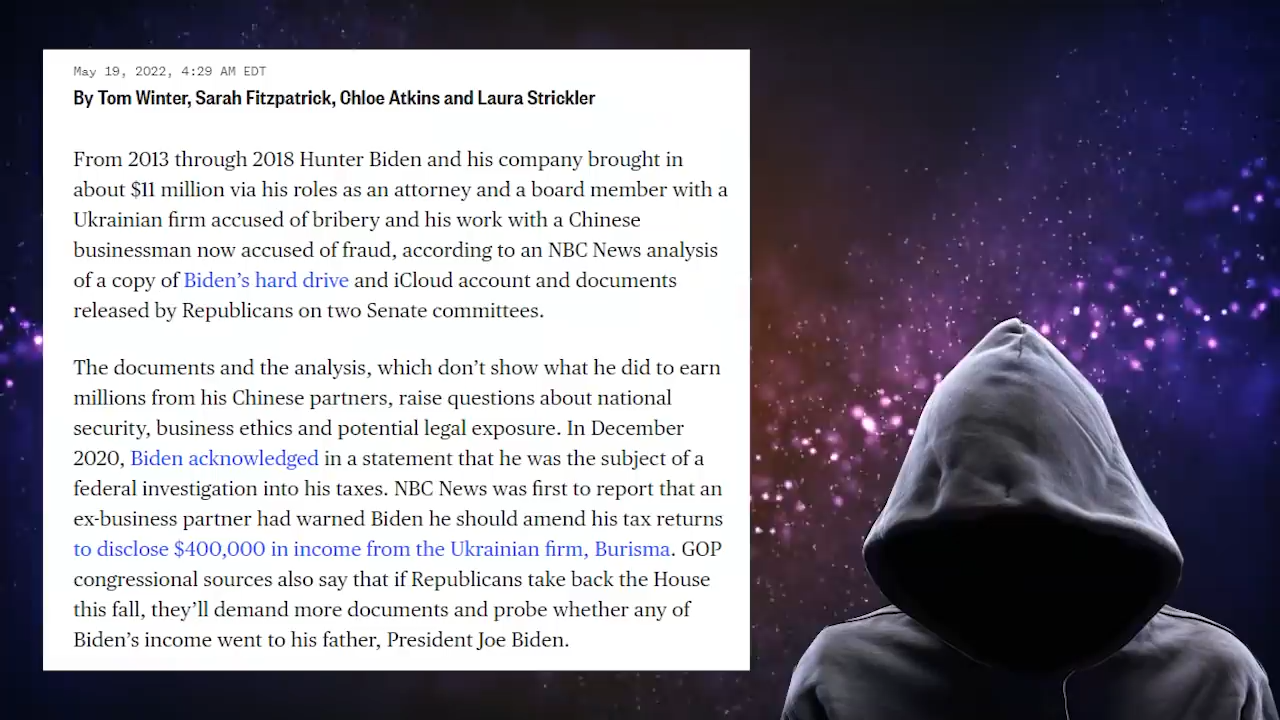 May 19, 2022, 4:29 AM EDT
By Tom Winter, Sarah Fitzpatrick, Chloe Atkins and Laura Strickler
From 2013 through 2018 Hunter Biden and his company brought in
about $11 million via his roles as an attorney and a board member with a
Ukrainian firm accused of bribery and his work with a Chinese
businessman now accused of fraud, according to an NBC News analysis
of a copy of Biden’s hard drive and iCloud account and documents
released by Republicans on two Senate committees.
The documents and the analysis, which don’t show what he did to earn
millions from his Chinese partners, raise questions about national
security, business ethics and potential legal exposure. In December
2020, Biden acknowledged in a statement that he was the subject of a
federal investigation into his taxes. NBC News was first to report that an
ex-business partner had warned Biden he should amend his tax returns
to disclose $400,000 in income from the Ukrainian firm, Burisma. GOP
congressional sources also say that if Republicans take back the House
this fall, they’ll demand more documents and probe whether any of
Biden’s income went to his father, President Joe Biden.